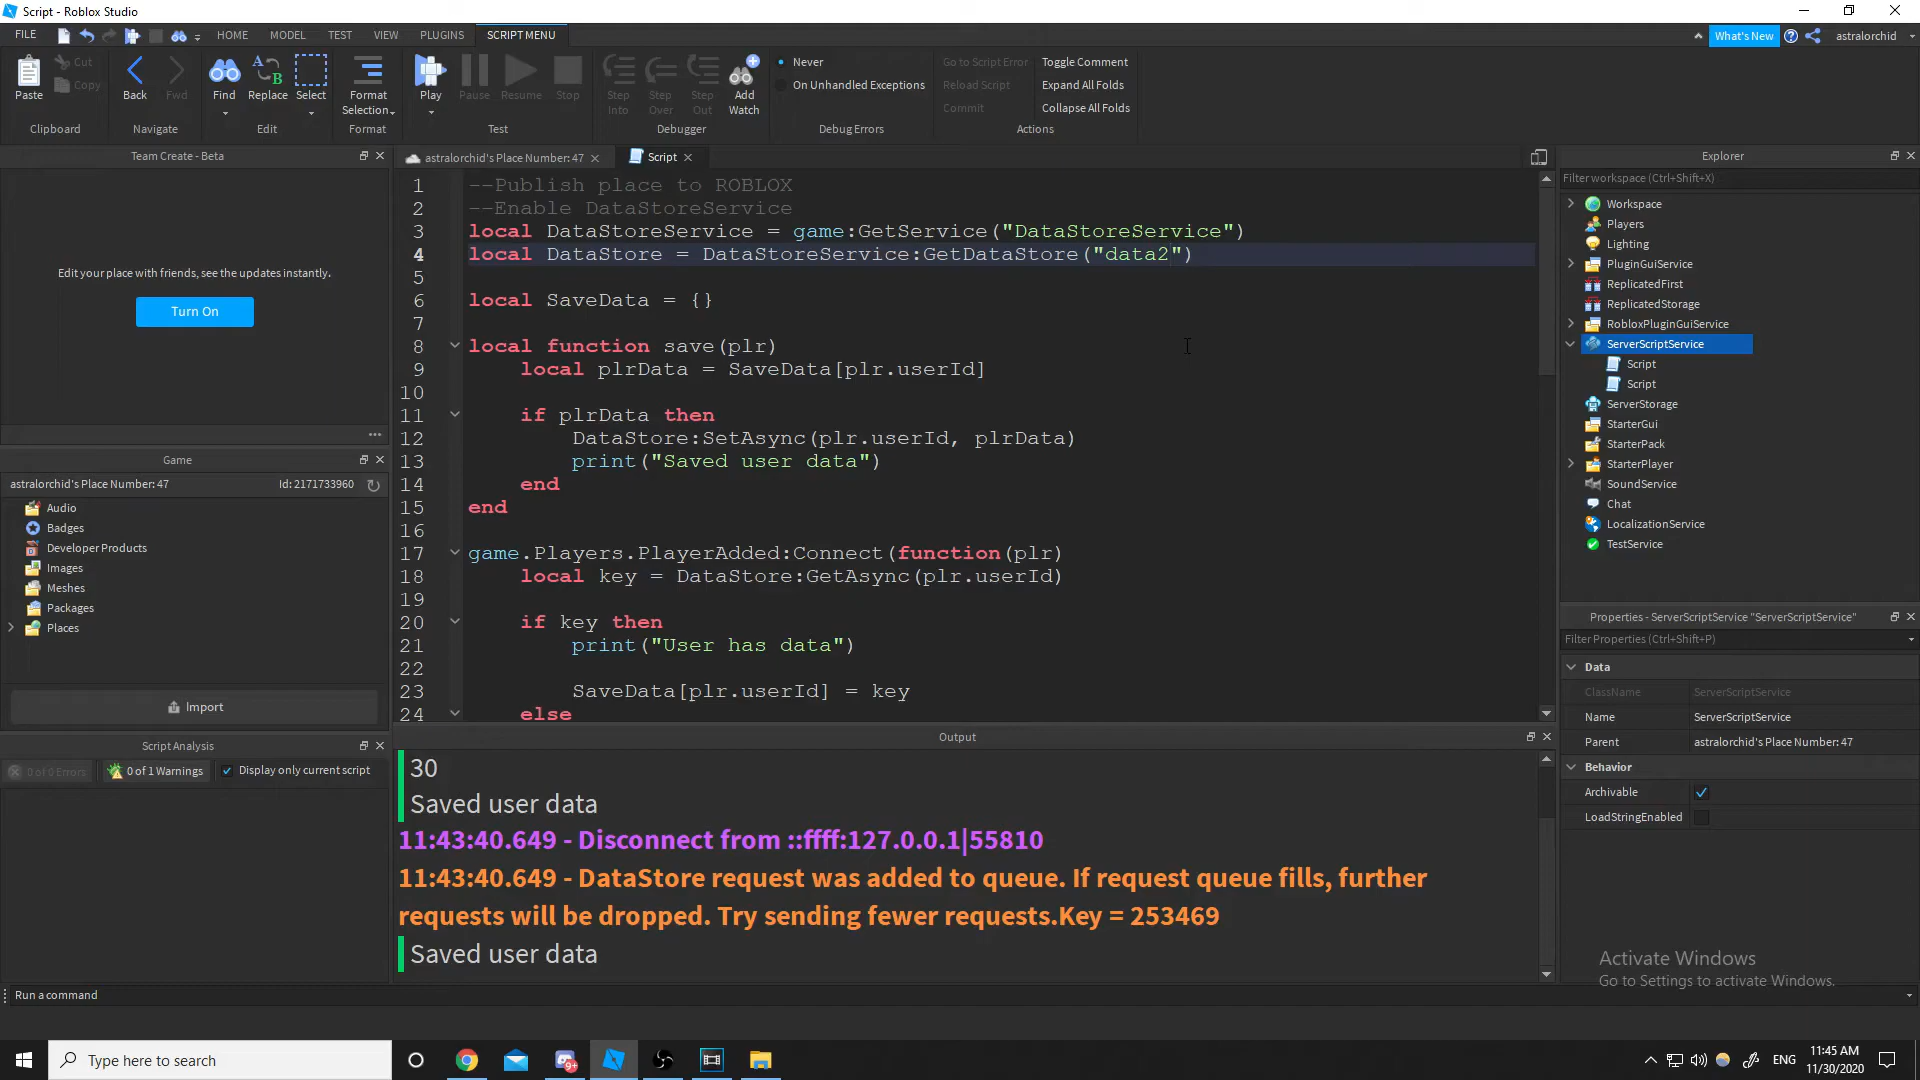 Script - Roblox Studio
FILE HOME MODEL TEST VIEW PLUGINS SCRIPT MENU What's New astralorchid
Paste Cut Copy Clipboard
Back Fwd Navigate
Find Replace Select Edit
Format Selection Format
Play Pause Resume Stop Test
Step Into Step Over Step Out Add Watch Debugger
Never
On Unhandled Exceptions
Debug Errors
Go to Script Error Toggle Comment
Reload Script Expand All Folds
Commit Collapse All Folds
Actions
Team Create - Beta
Edit your place with friends, see the updates instantly.
Turn On
Game
astralorchid's Place Number: 47 Id: 2171733960
Audio
Badges
Developer Products
Images
Meshes
Packages
Places
Import
Script Analysis
0 of 0 Errors 0 of 1 Warnings Display only current script
astralorchid's Place Number: 47 Script
1 --Publish place to ROBLOX
2 --Enable DataStoreService
3 local DataStoreService = game:GetService("DataStoreService")
4 local DataStore = DataStoreService:GetDataStore("data2")
5
6 local SaveData = {}
7
8 local function save(plr)
9 local plrData = SaveData[plr.userId]
10
11 if plrData then
12 DataStore:SetAsync(plr.userId, plrData)
13 print("Saved user data")
14 end
15 end
16
17 game.Players.PlayerAdded:Connect(function(plr)
18 local key = DataStore:GetAsync(plr.userId)
19
20 if key then
21 print("User has data")
22
23 SaveData[plr.userId] = key
24 else
Output
30
Saved user data
11:43:40.649 - Disconnect from ::ffff:127.0.0.1|55810
11:43:40.649 - DataStore request was added to queue. If request queue fills, further
requests will be dropped. Try sending fewer requests.Key = 253469
Saved user data
Explorer
Filter workspace (Ctrl+Shift+X)
Workspace
Players
Lighting
PluginGuiService
ReplicatedFirst
ReplicatedStorage
RobloxPluginGuiService
ServerScriptService
Script
Script
ServerStorage
StarterGui
StarterPack
StarterPlayer
SoundService
Chat
LocalizationService
TestService
Properties - ServerScriptService "ServerScriptService"
Filter Properties (Ctrl+Shift+P)
Data
ClassName ServerScriptService
Name ServerScriptService
Parent astralorchid's Place Number: 47
Behavior
Archivable
LoadStringEnabled
Activate Windows
Go to Settings to activate Windows.
Run a command
Type here to search
9+
ENG
11:45 AM
11/30/2020